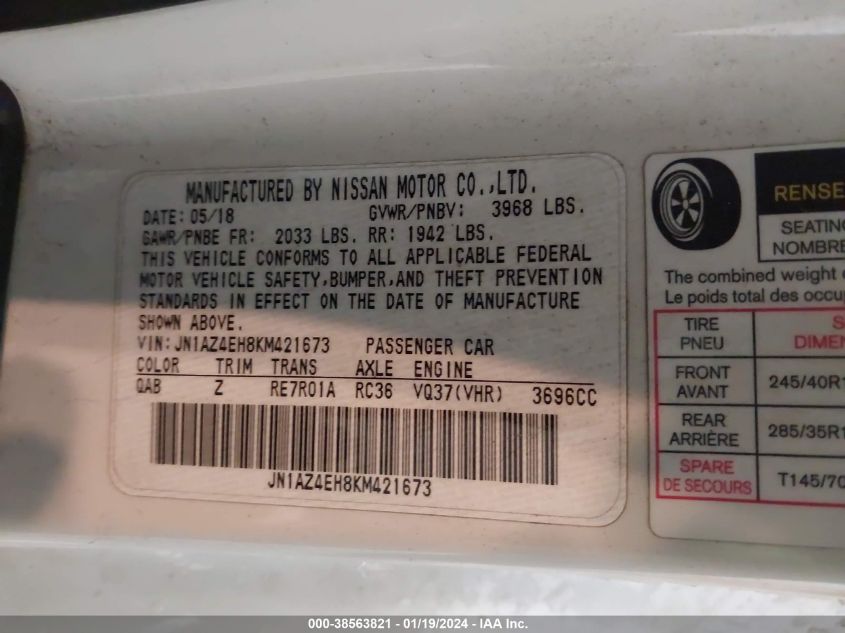 MANUFACTURED BY NISSAN MOTOR CO.,LTD.
DATE: 05/18 GVWR/PNBV: 3968 LBS.
GAWR/PNBE FR: 2033 LBS. RR: 1942 LBS.
THIS VEHICLE CONFORMS TO ALL APPLICABLE FEDERAL
MOTOR VEHICLE SAFETY,BUMPER,AND THEFT PREVENTION
STANDARDS IN EFFECT ON THE DATE OF MANUFACTURE
SHOWN ABOVE.
VIN:JN1AZ4EH8KM421673 PASSENGER CAR
COLOR TRIM TRANS AXLE ENGINE
QAB Z RE7R01A RC38 VQ37(VHR) 3696CC
JN1AZ4EH8KM421673
RENSE
SEATING
NOMBRE
The combined weight
Le poids total des occup
TIRE
PNEU
S
DIMEN
FRONT
AVANT
245/40R1
REAR
ARRIÈRE
285/35R1
SPARE
DE SECOURS
T145/70
000-38563821 - 01/19/2024 - IAA Inc.